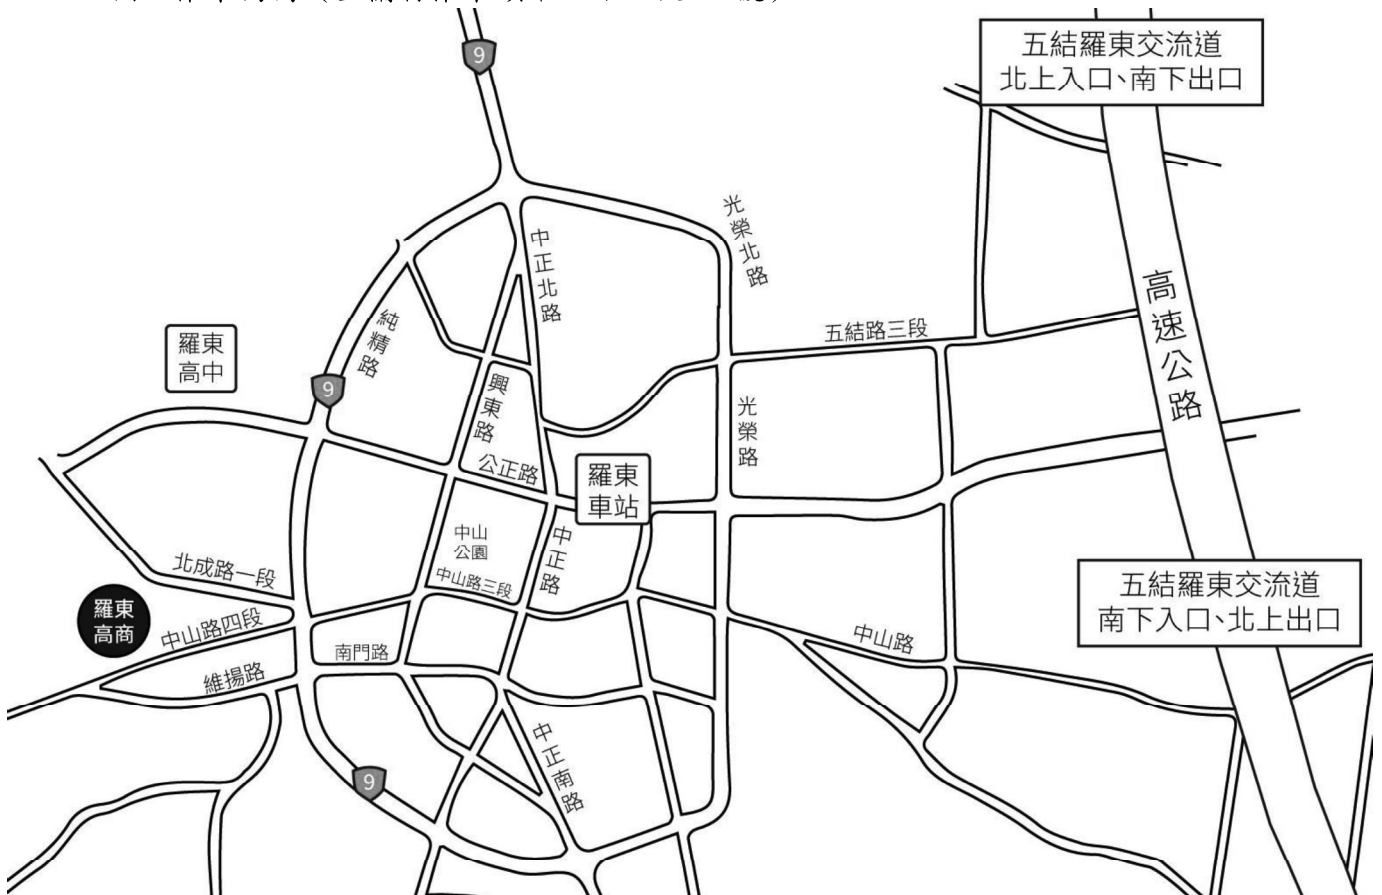 9
五結羅東交流道
北上入口、南下出口
光榮北路
中正北路
高速公路
純精路
五結路三段
羅東
高中
9
興東路
光榮路
公正路
羅東
車站
中山
公園
中正路
中山路三段
北成路一段
五結羅東交流道
南下入口、北上出口
羅東
高商
中山路四段
中山路
南門路
維揚路
中正南路
9